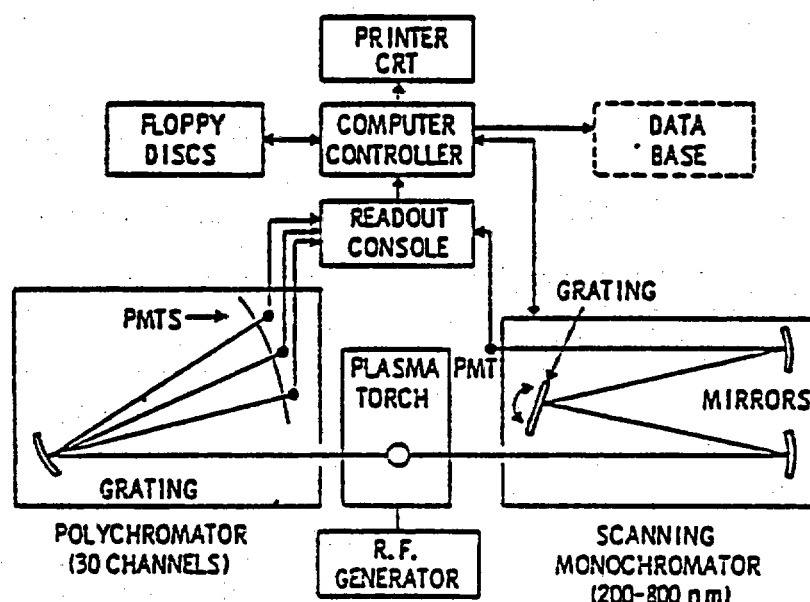 PRINTER
CRT
FLOPPY
DISCS
COMPUTER
CONTROLLER
DATA
BASE
READOUT
CONSOLE
GRATING
PMTS
PLASMA
TORCH
PMT
MIRRORS
GRATING
POLYCHROMATOR
(30 CHANNELS)
R.F.
GENERATOR
SCANNING
MONOCHROMATOR
(200-800 nm)